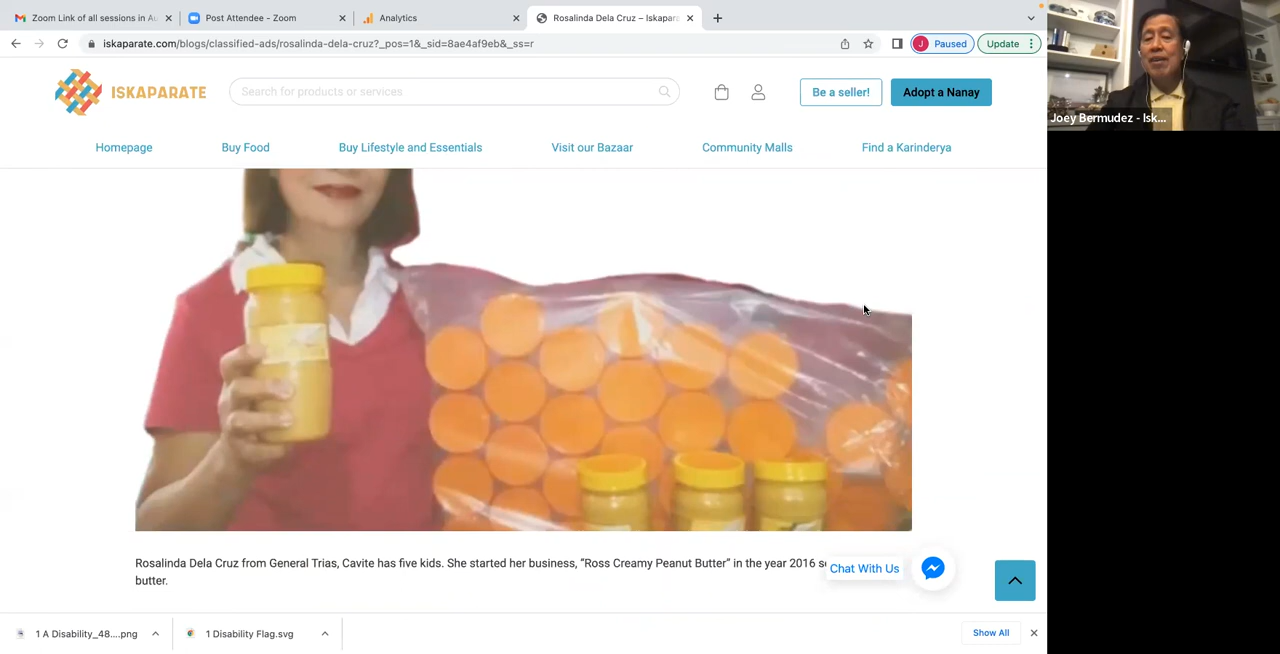 Zoom Link of all sessions in Au
Post Attendee - Zoom
Analytics
Rosalinda Dela Cruz – Iskapara
iskaparate.com/blogs/classified-ads/rosalinda-dela-cruz?_pos=1&_sid=8ae4af9eb&_ss=r
J Paused
Update
ISKAPARATE
Search for products or services
Be a seller!
Adopt a Nanay
Joey Bermudez - Isk...
Homepage
Buy Food
Buy Lifestyle and Essentials
Visit our Bazaar
Community Malls
Find a Karinderya
Rosalinda Dela Cruz from General Trias, Cavite has five kids. She started her business, “Ross Creamy Peanut Butter” in the year 2016 s
butter.
Chat With Us
1 A Disability_48....png
1 Disability Flag.svg
Show All